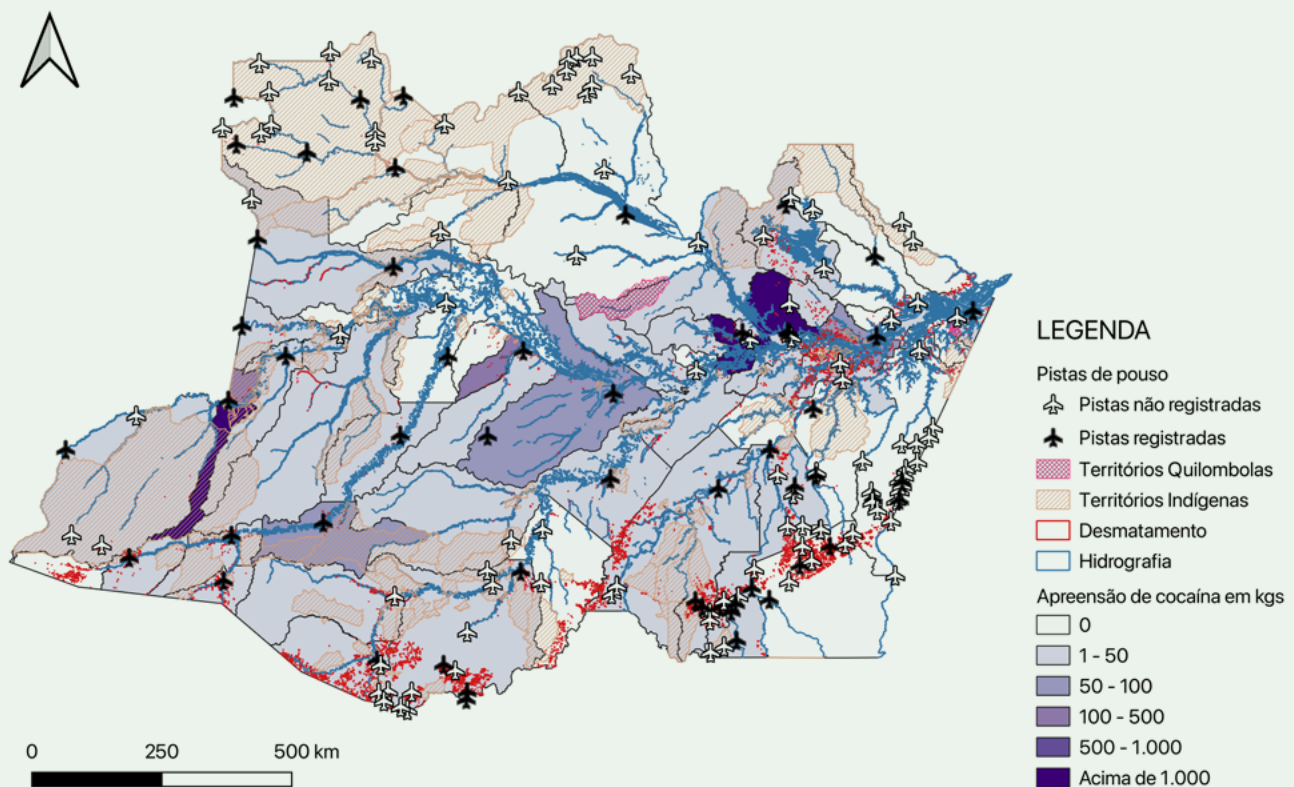 LEGENDA
Pistas de pouso
Pistas não registradas
Pistas registradas
Territórios Quilombolas
Territórios Indígenas
Desmatamento
Hidrografia
Apreensão de cocaína em kgs
0
1 - 50
50 - 100
100 - 500
500 - 1.000
Acima de 1.000
0 250 500 km